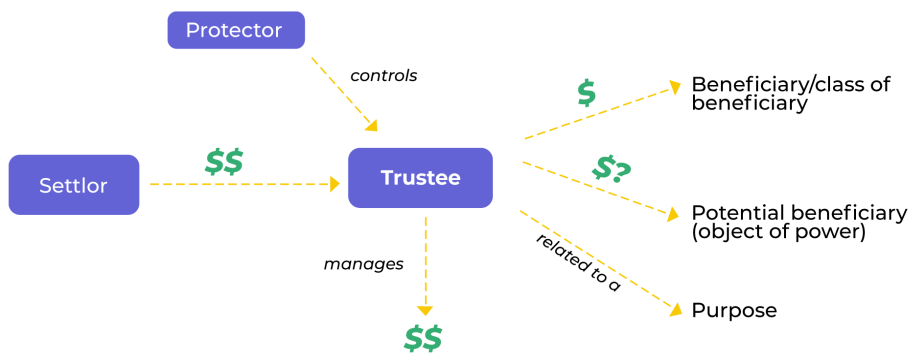 Protector
controls
$
Beneficiary/class of
beneficiary
$$
$?
Settlor
Trustee
Potential beneficiary
(object of power)
related to a
manages
Purpose
$$